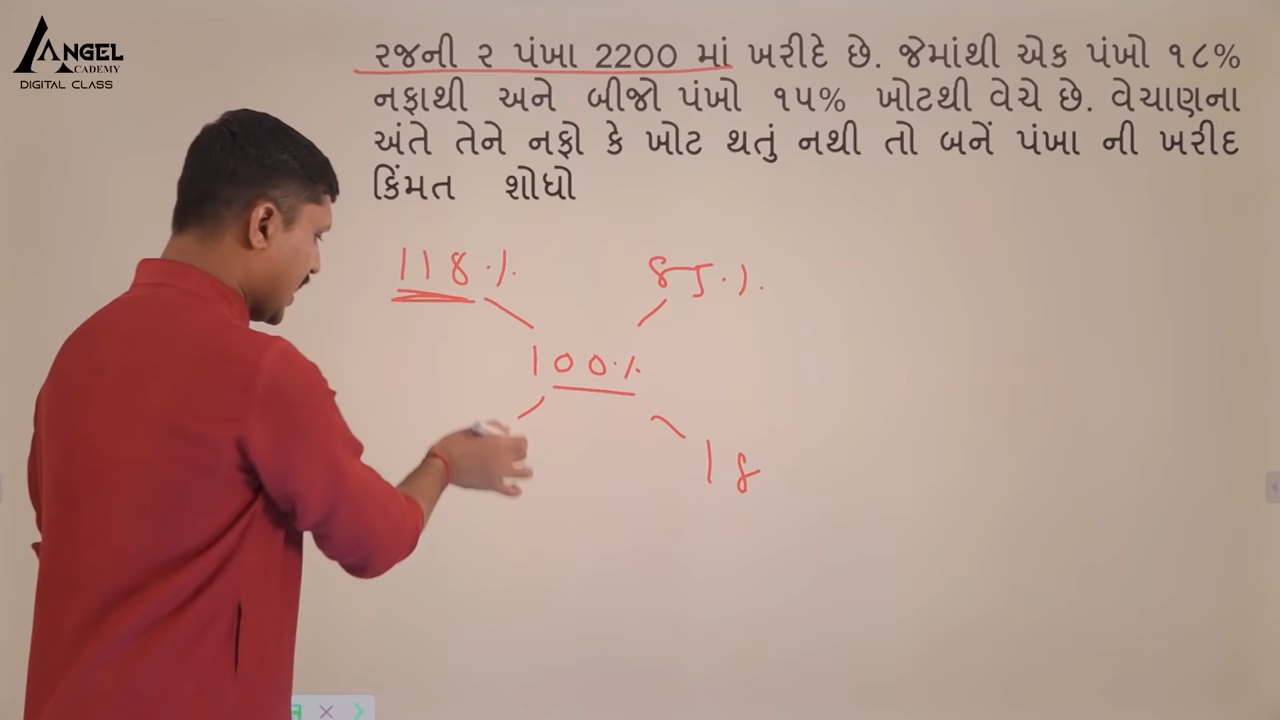 ANGEL
ACADEMY
DIGITAL CLASS
રજની ૨ પંખા 2200 માં ખરીદે છે. જેમાંથી એક પંખો ૧૮%
નફાથી અને બીજો પંખો ૧૫% ખોટથી વેચે છે. વેચાણના
અંતે તેને નફો કે ખોટ થતું નથી તો બનેં પંખા ની ખરીદ
કિંમત શોધો
118% 85%
100%
18